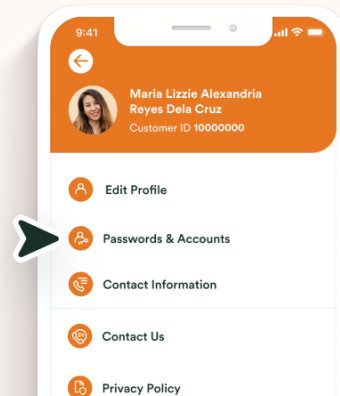 9:41
Maria Lizzie Alexandria
Reyes Dela Cruz
Customer ID 10000000
Edit Profile
Passwords & Accounts
Contact Information
Contact Us
Privacy Policy